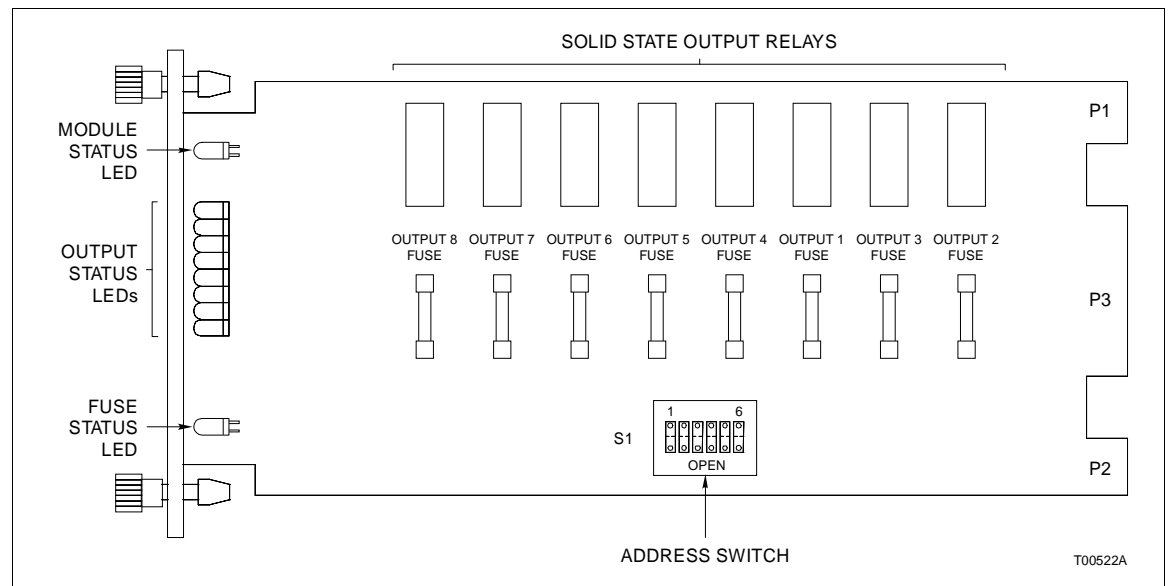 SOLID STATE OUTPUT RELAYS
P1
MODULE
STATUS
LED
OUTPUT 8 FUSE
OUTPUT 7 FUSE
OUTPUT 6 FUSE
OUTPUT 5 FUSE
OUTPUT 4 FUSE
OUTPUT 1 FUSE
OUTPUT 3 FUSE
OUTPUT 2 FUSE
OUTPUT
STATUS
LEDs
P3
FUSE
STATUS
LED
1 6
S1
OPEN
P2
ADDRESS SWITCH
T00522A